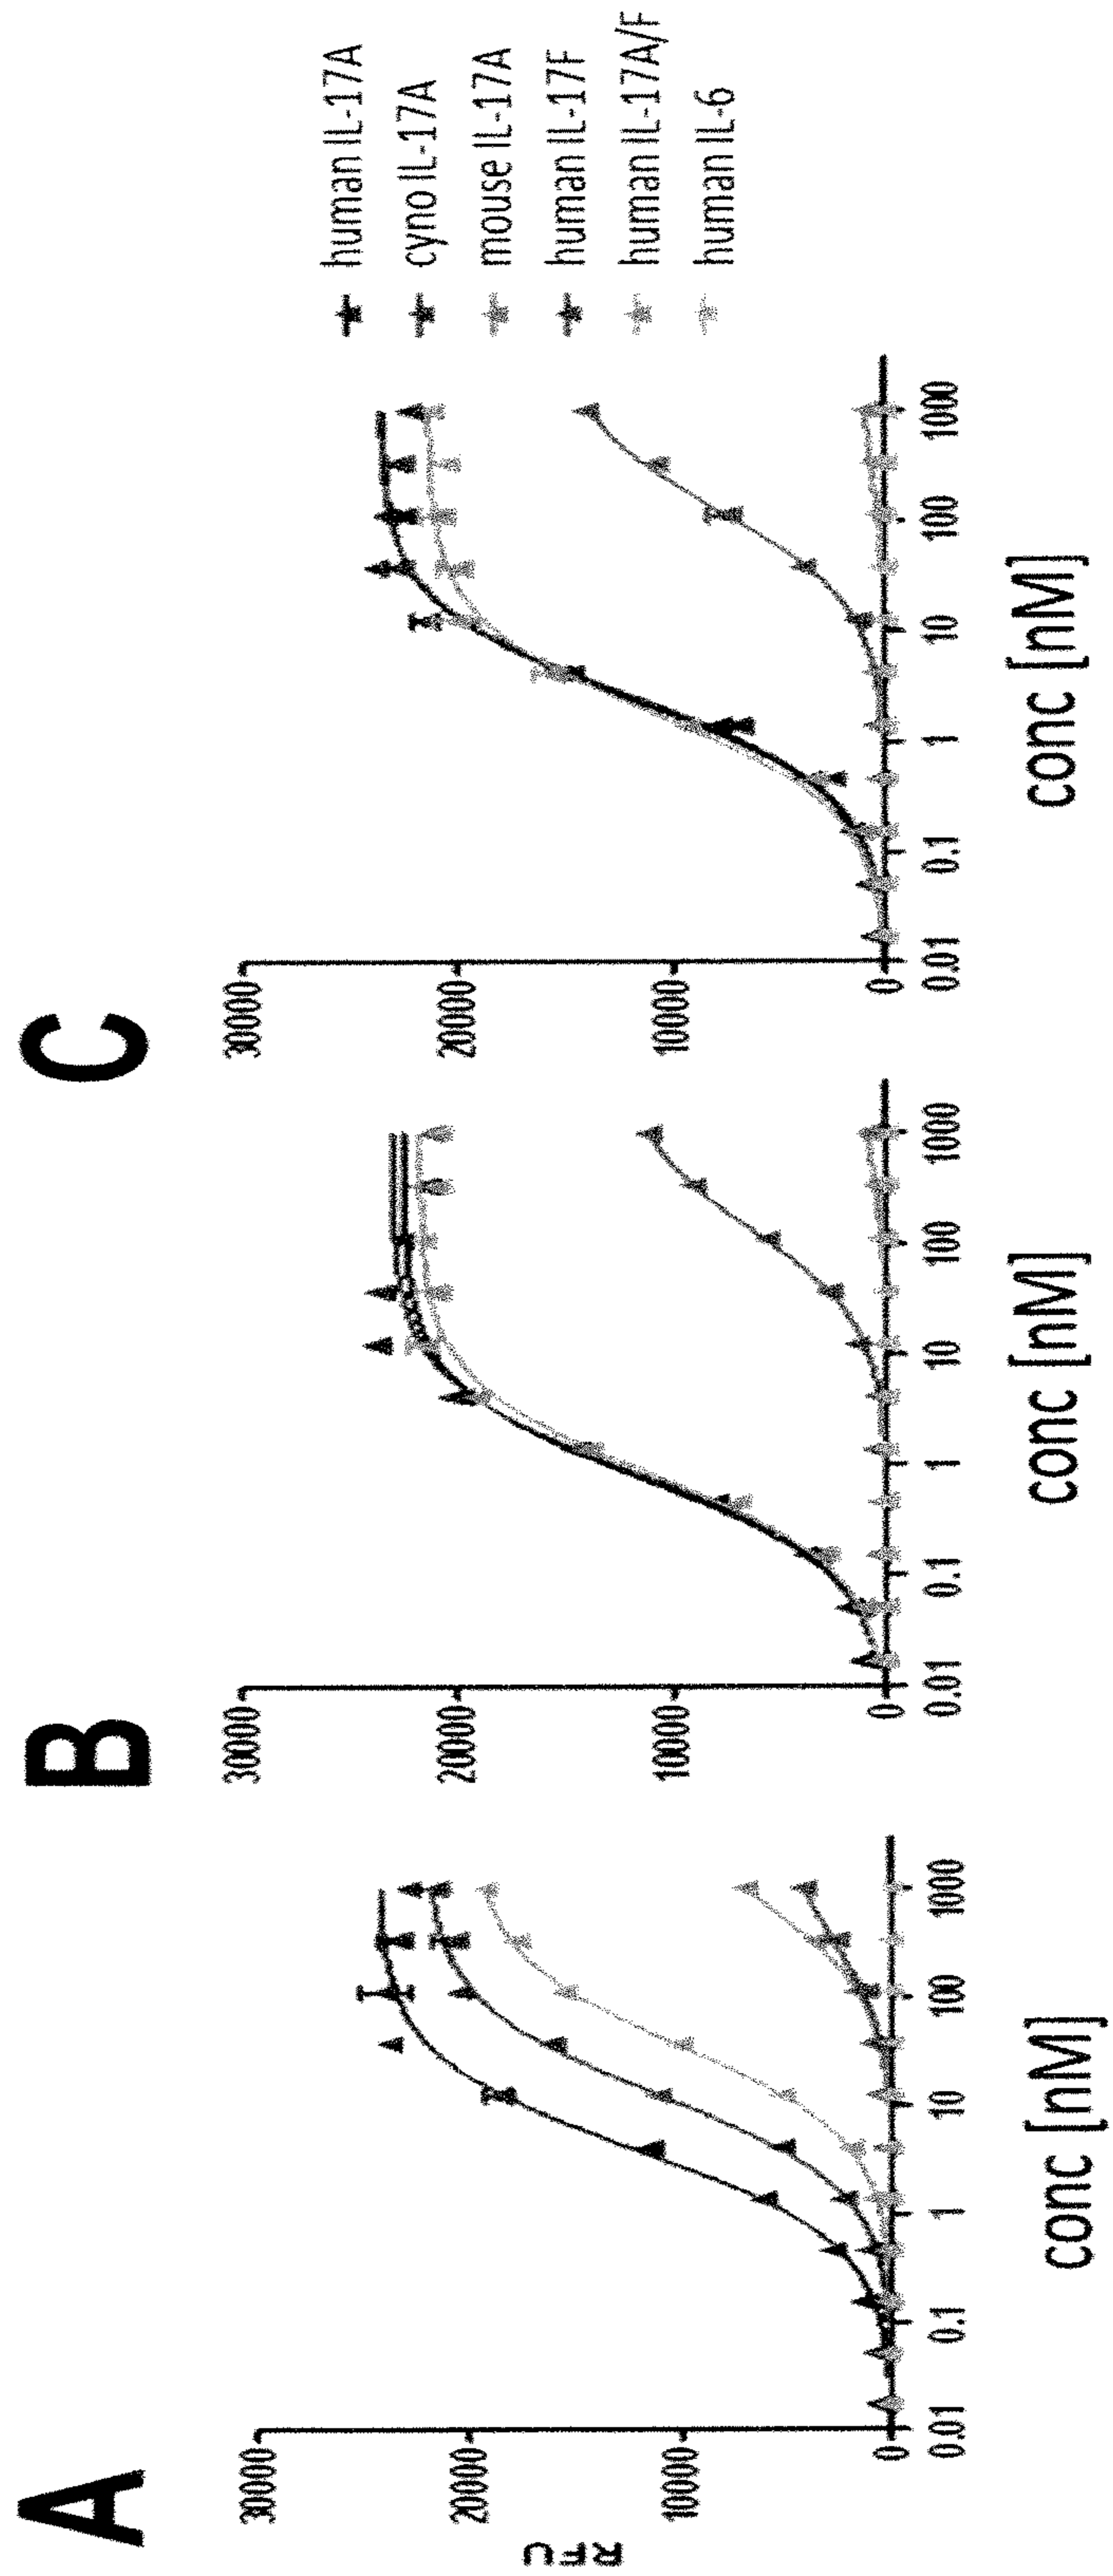 A
RFC
30000
20000
10000
0
0.01 0.1 1 10 100 1000
conc [nM]
B
30000
20000
10000
0
0.01 0.1 1 10 100 1000
conc [nM]
C
30000
20000
10000
0
0.01 0.1 1 10 100 1000
conc [nM]
human IL-17A
cyno IL-17A
mouse IL-17A
human IL-17F
human IL-17A/F
human IL-6